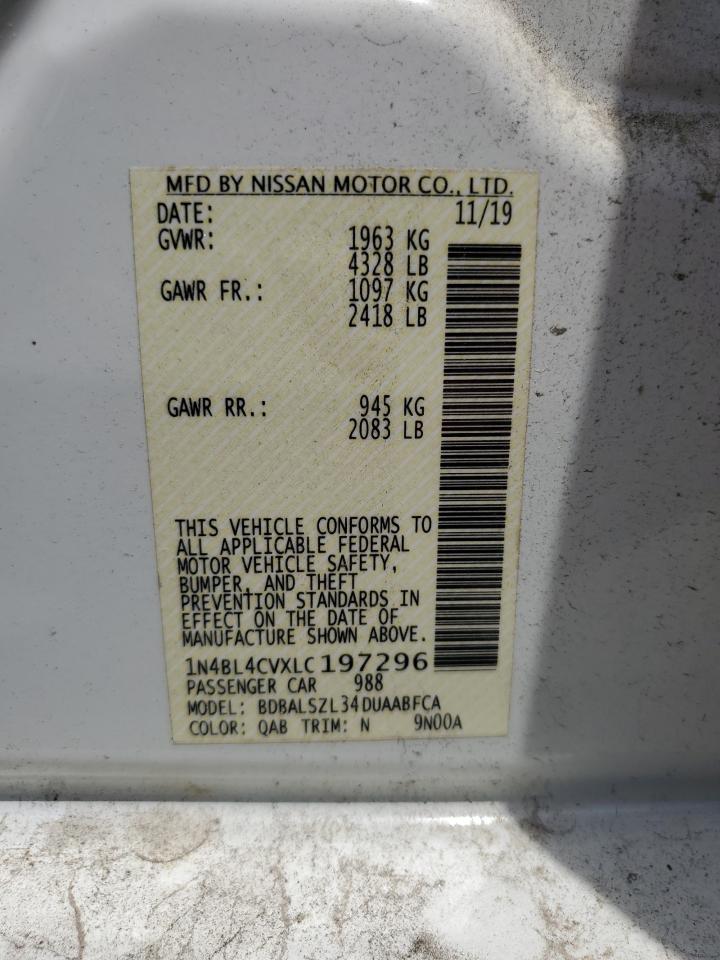 MFD BY NISSAN MOTOR CO., LTD.
DATE: 11/19
GVWR: 1963 KG
4328 LB
GAWR FR.: 1097 KG
2418 LB
GAWR RR.: 945 KG
2083 LB
THIS VEHICLE CONFORMS TO
ALL APPLICABLE FEDERAL
MOTOR VEHICLE SAFETY,
BUMPER, AND THEFT
PREVENTION STANDARDS IN
EFFECT ON THE DATE OF
MANUFACTURE SHOWN ABOVE.
1N4BL4CVXLC197296
PASSENGER CAR 988
MODEL: BDBALSZL34DUAABFCA
COLOR: QAB TRIM: N 9N00A